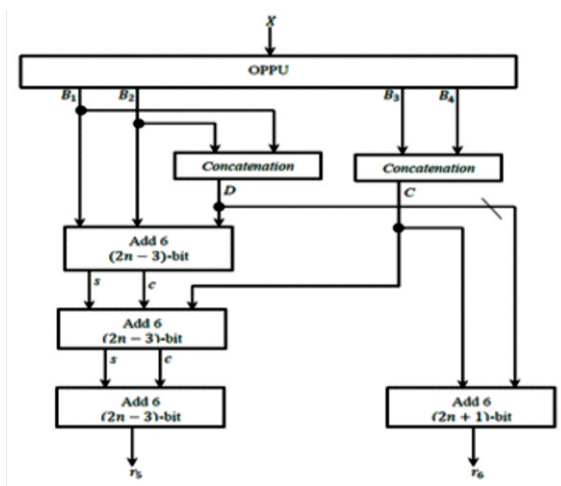 X
OPPU
B₁ B₂ B₃ B₄
Concatenation
Concatenation
D
C
Add 6
(2n − 3)-bit
s c
Add 6
(2n − 3)-bit
s c
Add 6
(2n − 3)-bit
Add 6
(2n + 1)-bit
r₅
r₆